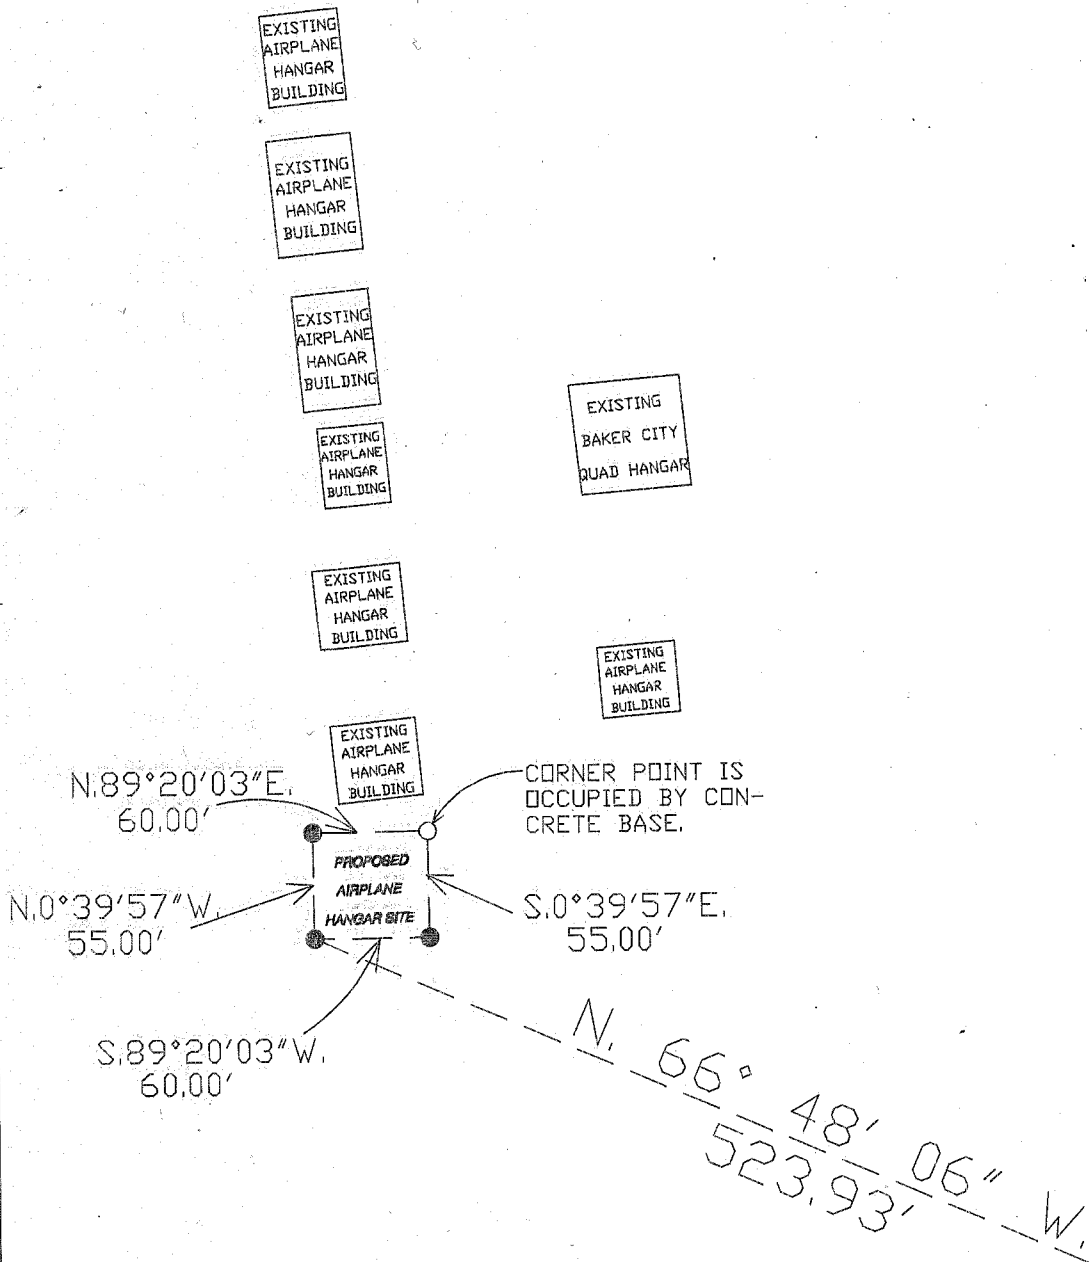 EXISTING
AIRPLANE
HANGAR
BUILDING
EXISTING
AIRPLANE
HANGAR
BUILDING
EXISTING
AIRPLANE
HANGAR
BUILDING
EXISTING
BAKER CITY
QUAD HANGAR
EXISTING
AIRPLANE
HANGAR
BUILDING
EXISTING
AIRPLANE
HANGAR
BUILDING
EXISTING
AIRPLANE
HANGAR
BUILDING
EXISTING
AIRPLANE
HANGAR
BUILDING
N.89°20'03"E.
60.00'
CORNER POINT IS
OCCUPIED BY CON-
CRETE BASE.
PROPOSED
AIRPLANE
HANGAR SITE
N.0°39'57"W.
55.00'
S.0°39'57"E.
55.00'
S.89°20'03"W.
60.00'
N. 66° 48' 06" W.
523.93'